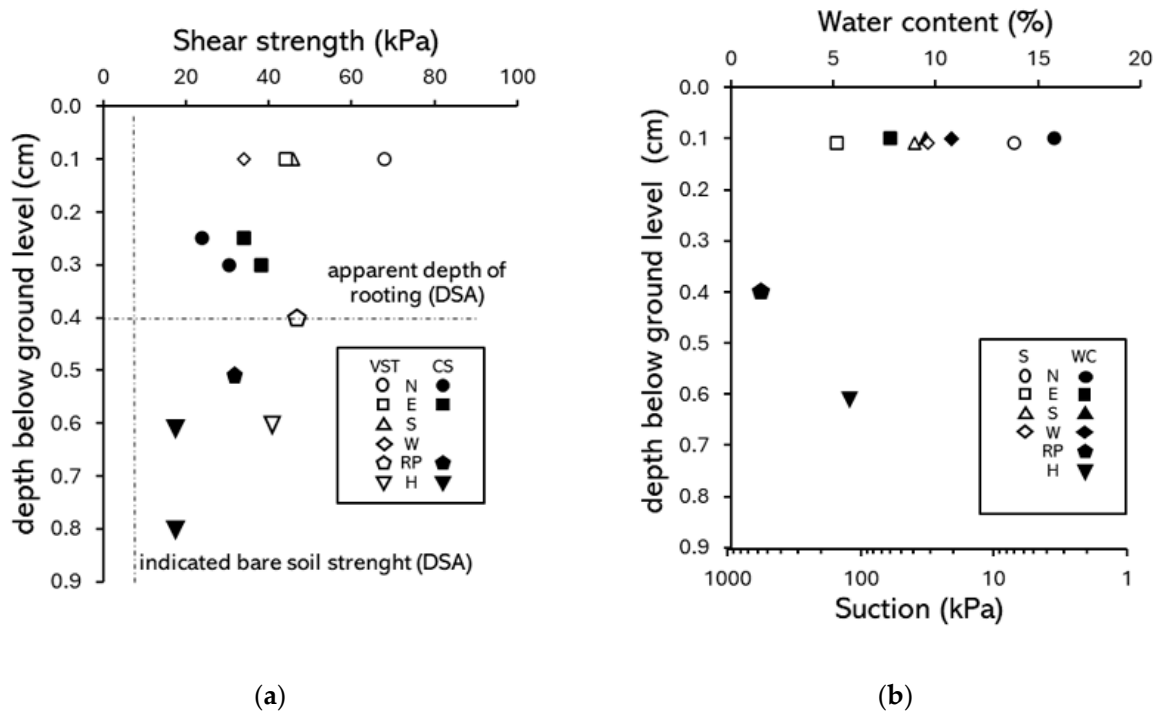 Shear strength (kPa)
0 20 40 60 80 100
0.0
0.1
0.2
0.3
0.4
0.5
0.6
0.7
0.8
0.9
depth below ground level (cm)
apparent depth of
rooting (DSA)
VST CS
N
E
S
W
RP
H
indicated bare soil strenght (DSA)
(a)
Water content (%)
0 5 10 15 20
0.0
0.1
0.2
0.3
0.4
0.5
0.6
0.7
0.8
0.9
depth below ground level (cm)
S WC
N
E
S
W
RP
H
1000 100 10 1
Suction (kPa)
(b)